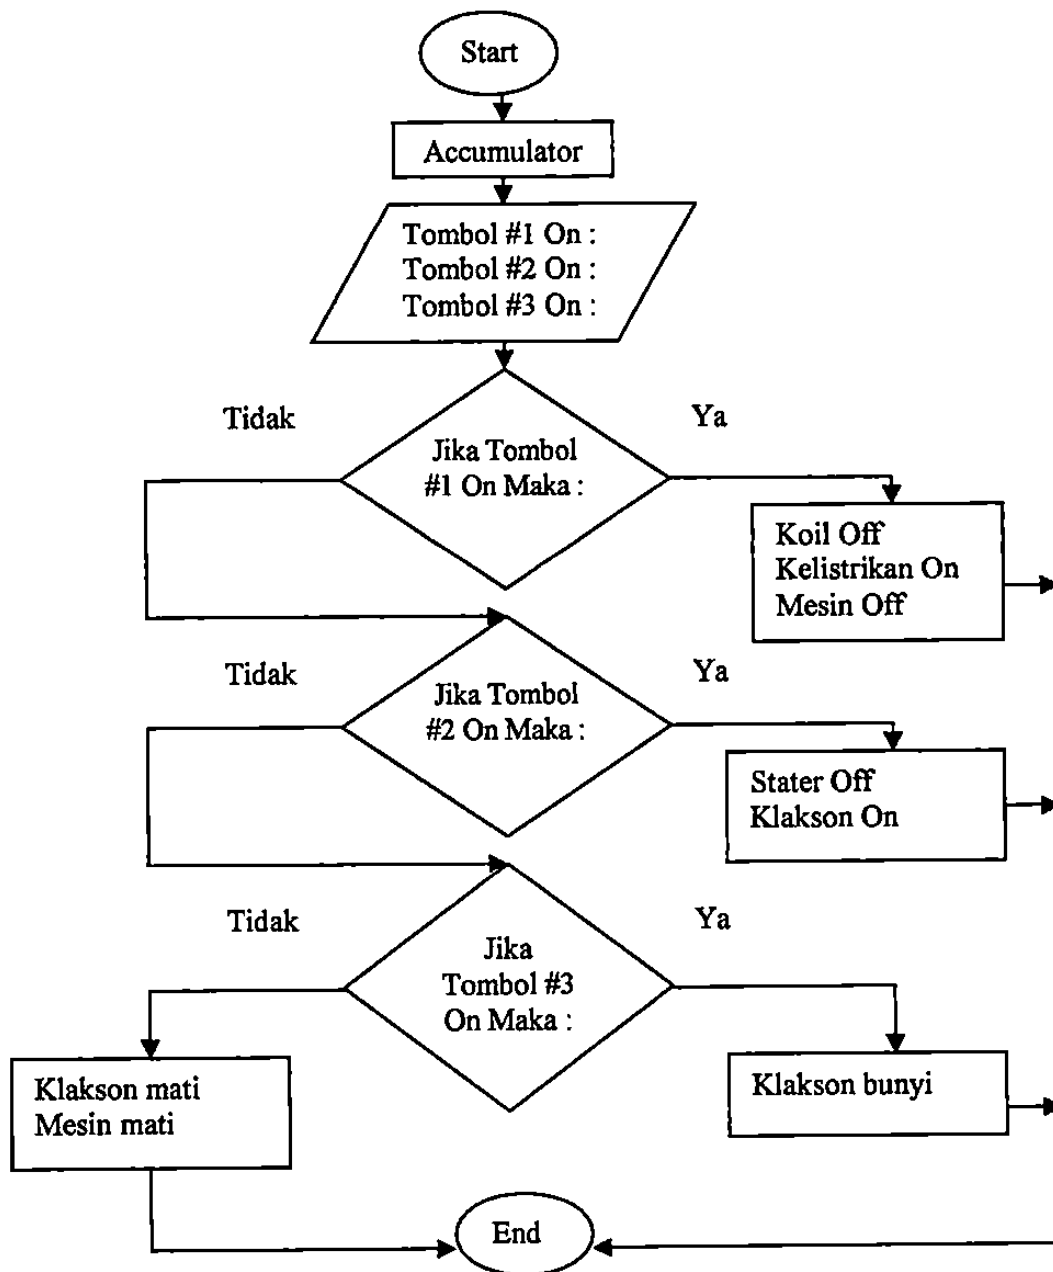 Start
Accumulator
Tombol #1 On :
Tombol #2 On :
Tombol #3 On :
Tidak
Ya
Jika Tombol
#1 On Maka :
Koil Off
Kelistrikan On
Mesin Off
Tidak
Ya
Jika Tombol
#2 On Maka :
Stater Off
Klakson On
Tidak
Ya
Jika
Tombol #3
On Maka :
Klakson mati
Mesin mati
Klakson bunyi
End